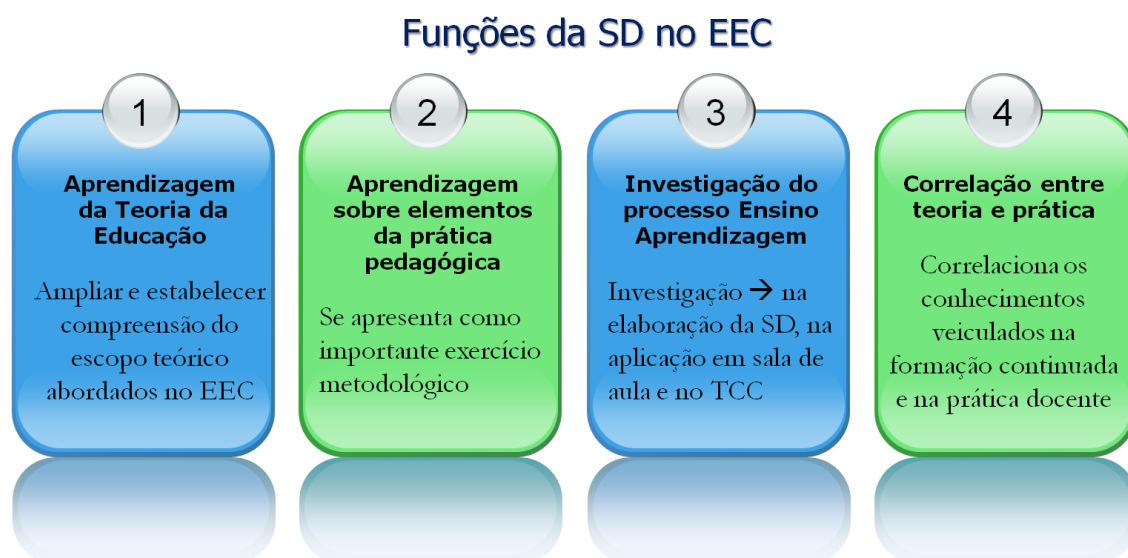 Funções da SD no EEC
1
Aprendizagem
da Teoria da
Educação
Ampliar e estabelecer
compreensão do
escopo teórico
abordados no EEC
2
Aprendizagem
sobre elementos
da prática
pedagógica
Se apresenta como
importante exercício
metodológico
3
Investigação do
processo Ensino
Aprendizagem
Investigação → na
elaboração da SD, na
aplicação em sala de
aula e no TCC
4
Correlação entre
teoria e prática
Correlaciona os
conhecimentos
veiculados na
formação continuada
e na prática docente